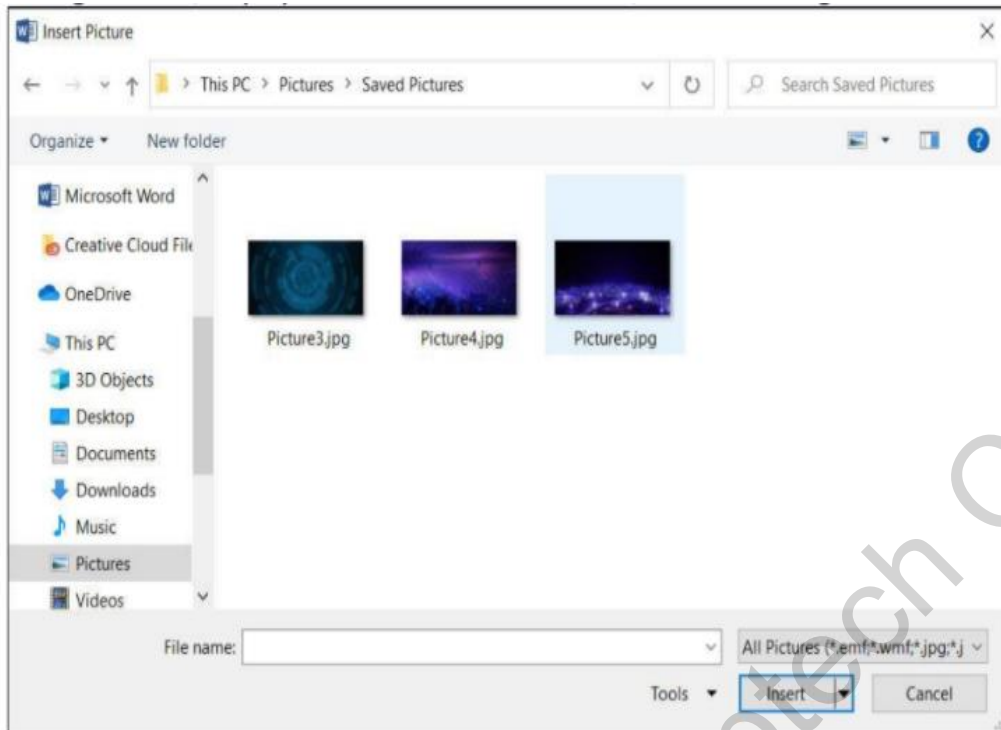 Insert Picture
This PC > Pictures > Saved Pictures
Search Saved Pictures
Organize
New folder
Microsoft Word
Creative Cloud File
OneDrive
This PC
3D Objects
Desktop
Documents
Downloads
Music
Pictures
Videos
Picture3.jpg
Picture4.jpg
Picture5.jpg
File name:
All Pictures (*.emf;*.wmf;*.jpg;*.j
Tools
Insert
Cancel